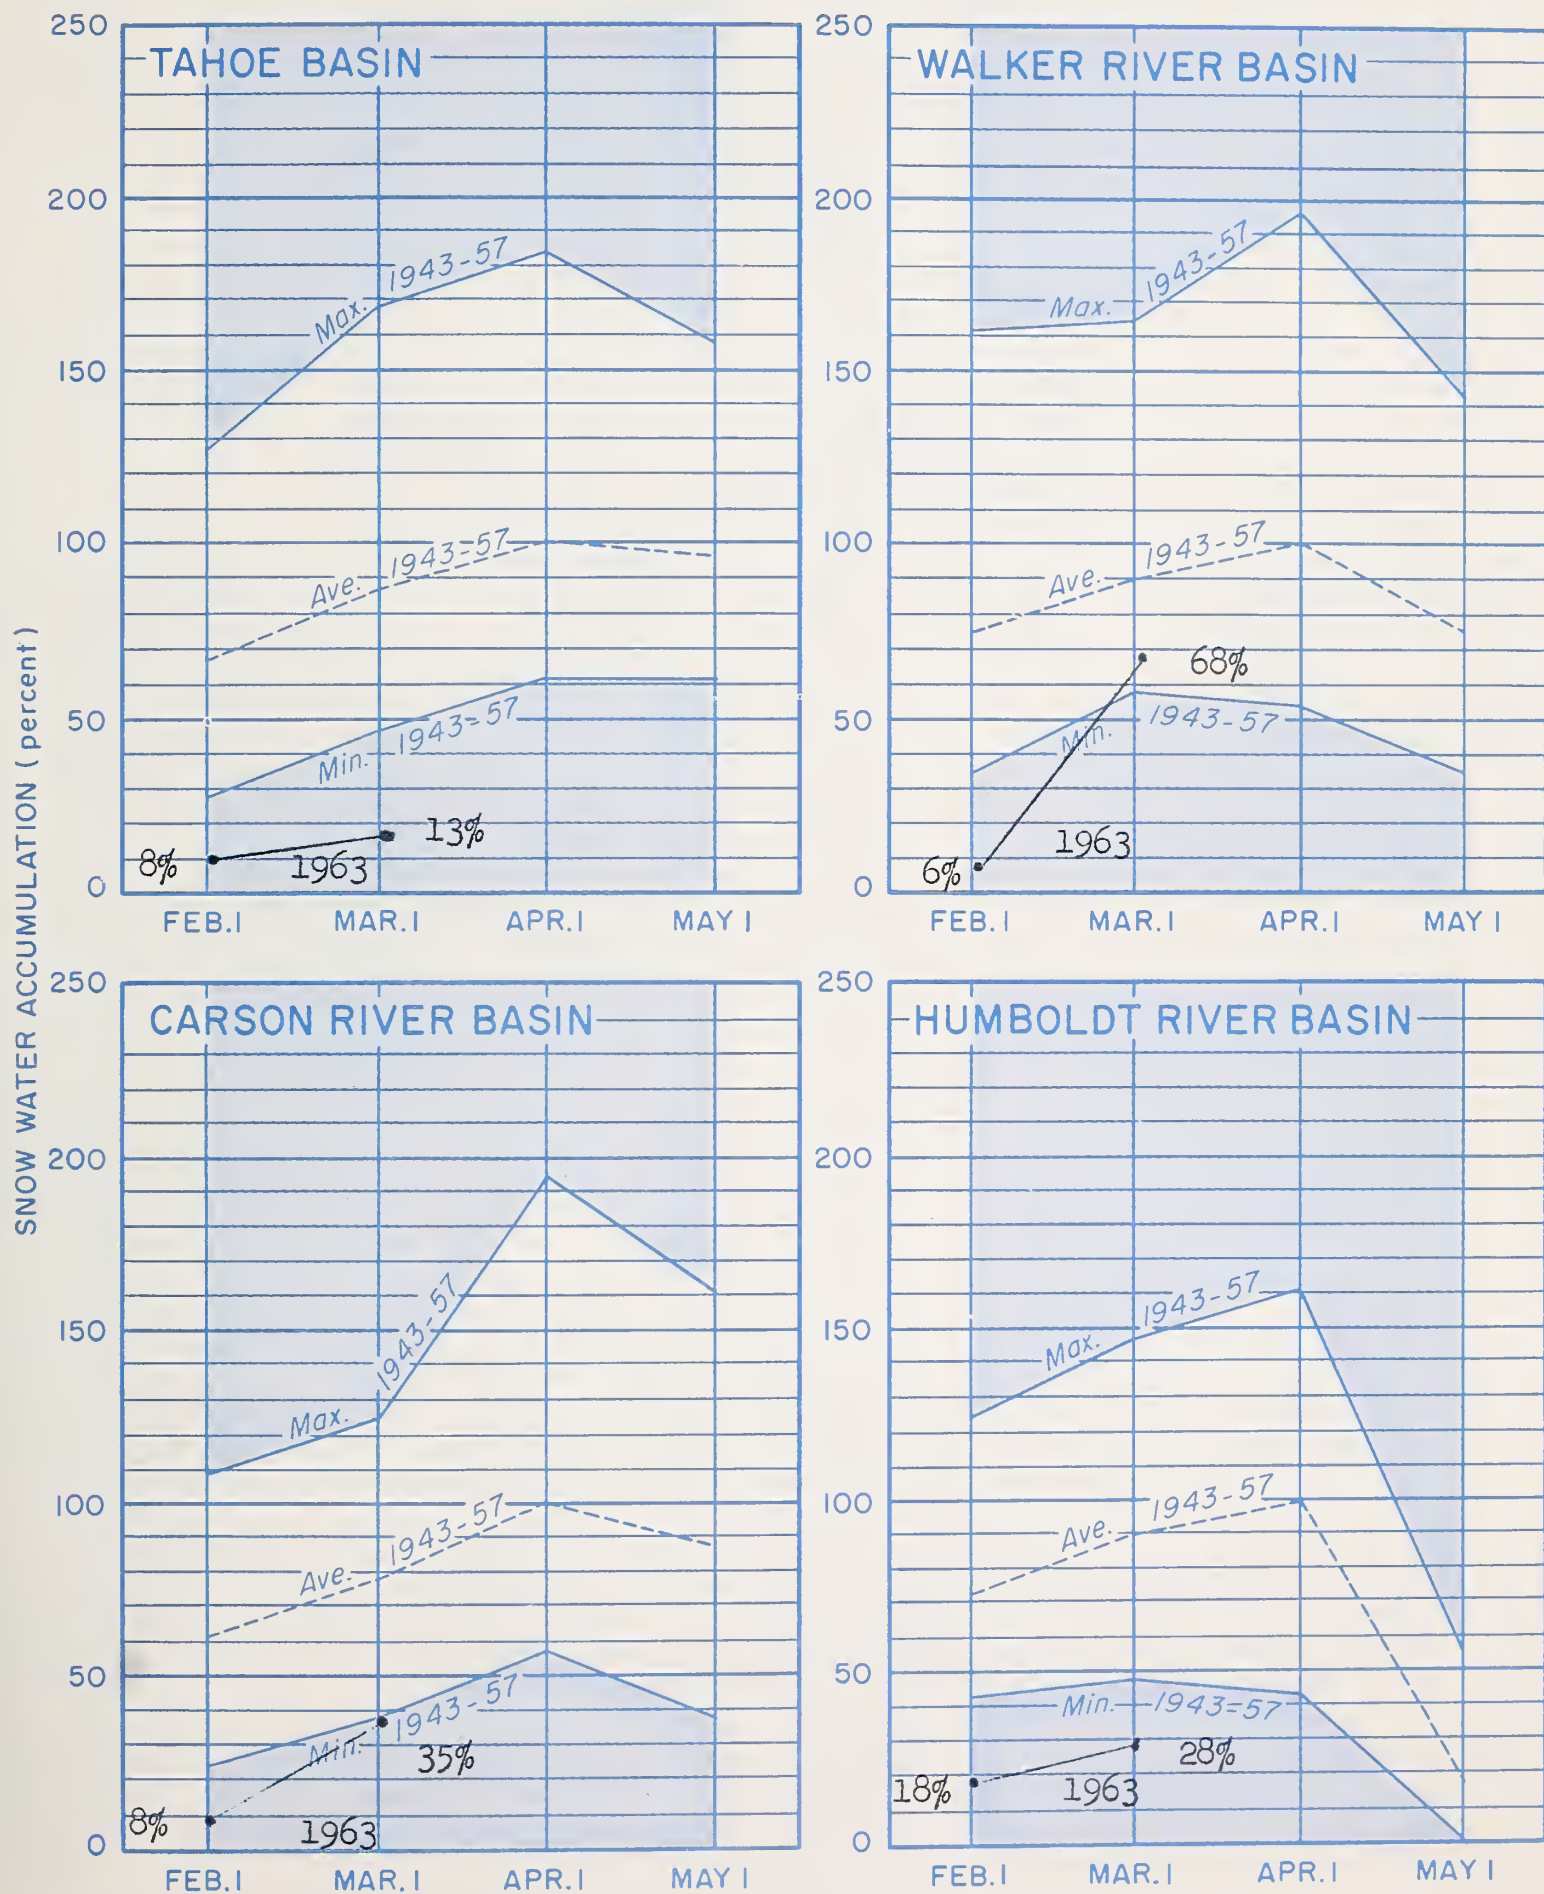 SNOW WATER ACCUMULATION (percent)
TAHOE BASIN
250
200
150
100
50
0
Max. 1943-57
Ave. 1943-57
Min. 1943-57
8%
1963
13%
FEB.1 MAR.1 APR.1 MAY 1
WALKER RIVER BASIN
250
200
150
100
50
0
Max. 1943-57
Ave. 1943-57
Min. 1943-57
6%
1963
68%
FEB.1 MAR.1 APR.1 MAY 1
CARSON RIVER BASIN
250
200
150
100
50
0
Max. 1943-57
Ave. 1943-57
Min. 1943-57
8%
1963
35%
FEB.1 MAR.1 APR.1 MAY 1
HUMBOLDT RIVER BASIN
250
200
150
100
50
0
Max. 1943-57
Ave. 1943-57
Min. 1943=57
18%
1963
28%
FEB.1 MAR.1 APR.1 MAY 1